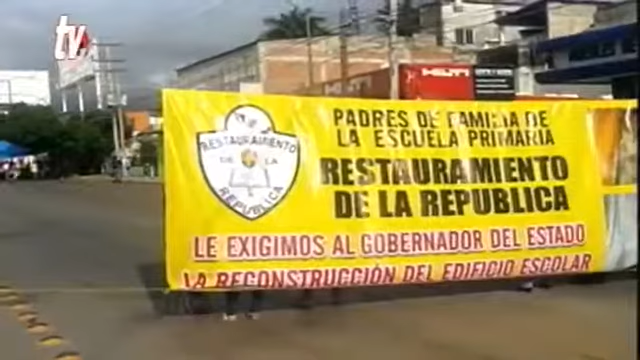 tv
HILTI
RESTAURAMIENTO
DE LA
REPUBLICA
PADRES DE FAMILIA DE
LA ESCUELA PRIMARIA
RESTAURAMIENTO
DE LA REPUBLICA
LE EXIGIMOS AL GOBERNADOR DEL ESTADO
LA RECONSTRUCCIÓN DEL EDIFICIO ESCOLAR